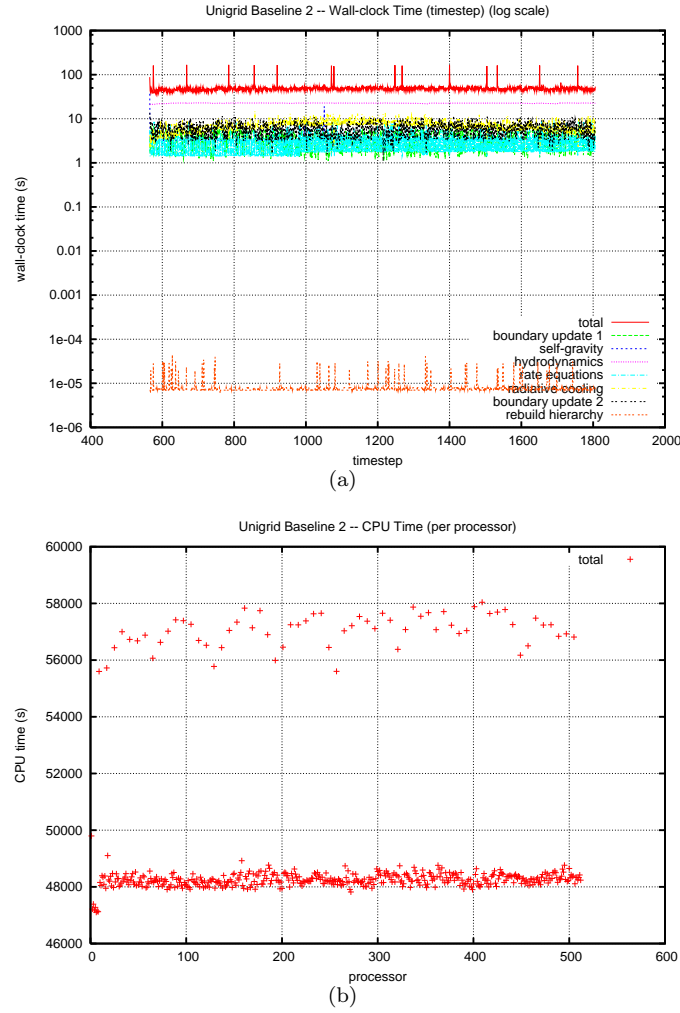 Unigrid Baseline 2 -- Wall-clock Time (timestep) (log scale)
1000
100
10
1
0.1
0.01
0.001
1e-04
1e-05
1e-06
wall-clock time (s)
total
boundary update 1
self-gravity
hydrodynamics
rate equations
radiative cooling
boundary update 2
rebuild hierarchy
400 600 800 1000 1200 1400 1600 1800 2000
timestep
(a)
Unigrid Baseline 2 -- CPU Time (per processor)
60000
58000
56000
54000
52000
50000
48000
46000
CPU time (s)
total
0 100 200 300 400 500 600
processor
(b)